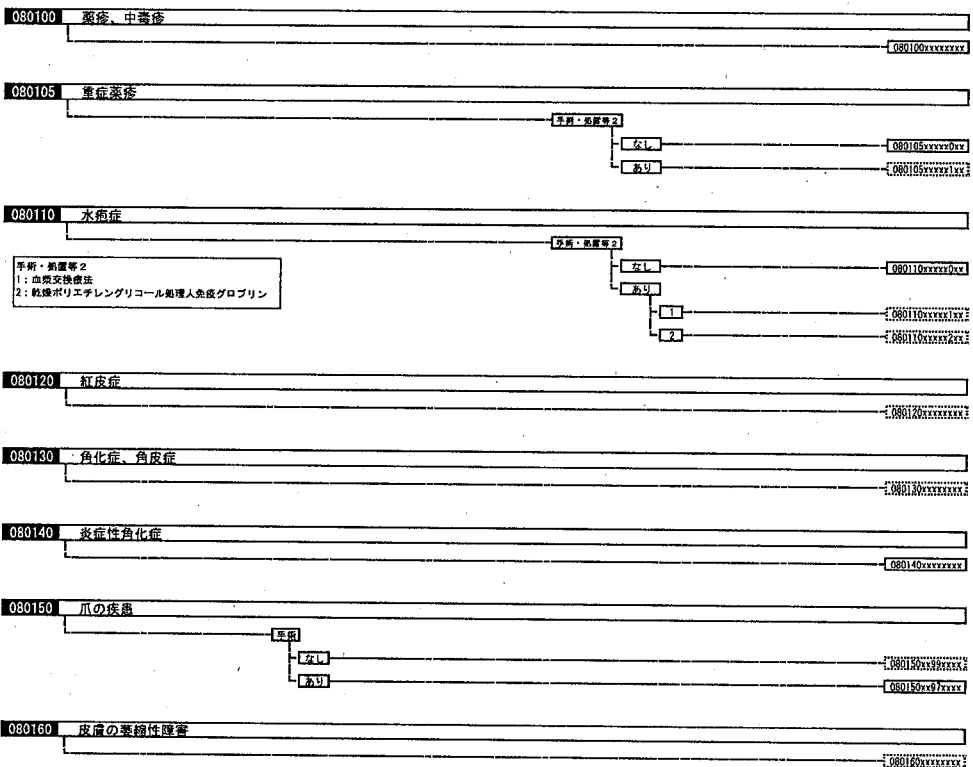 080100 薬疹、中毒疹
080100xxxxxxxx
080105 重症薬疹
手術・処置等2
なし 080105xxxxx0xx
あり 080105xxxxx1xx
080110 水疱症
手術・処置等2
なし 080110xxxxx0xx
あり
1 080110xxxxx1xx
2 080110xxxxx2xx
手術・処置等2
1:血漿交換療法
2:乾燥ポリエチレングリコール処理人免疫グロブリン
080120 紅皮症
080120xxxxxxxx
080130 角化症、角皮症
080130xxxxxxxx
080140 炎症性角化症
080140xxxxxxxx
080150 爪の疾患
手術
なし 080150xx99xxxx
あり 080150xx97xxxx
080160 皮膚の萎縮性障害
080160xxxxxxxx